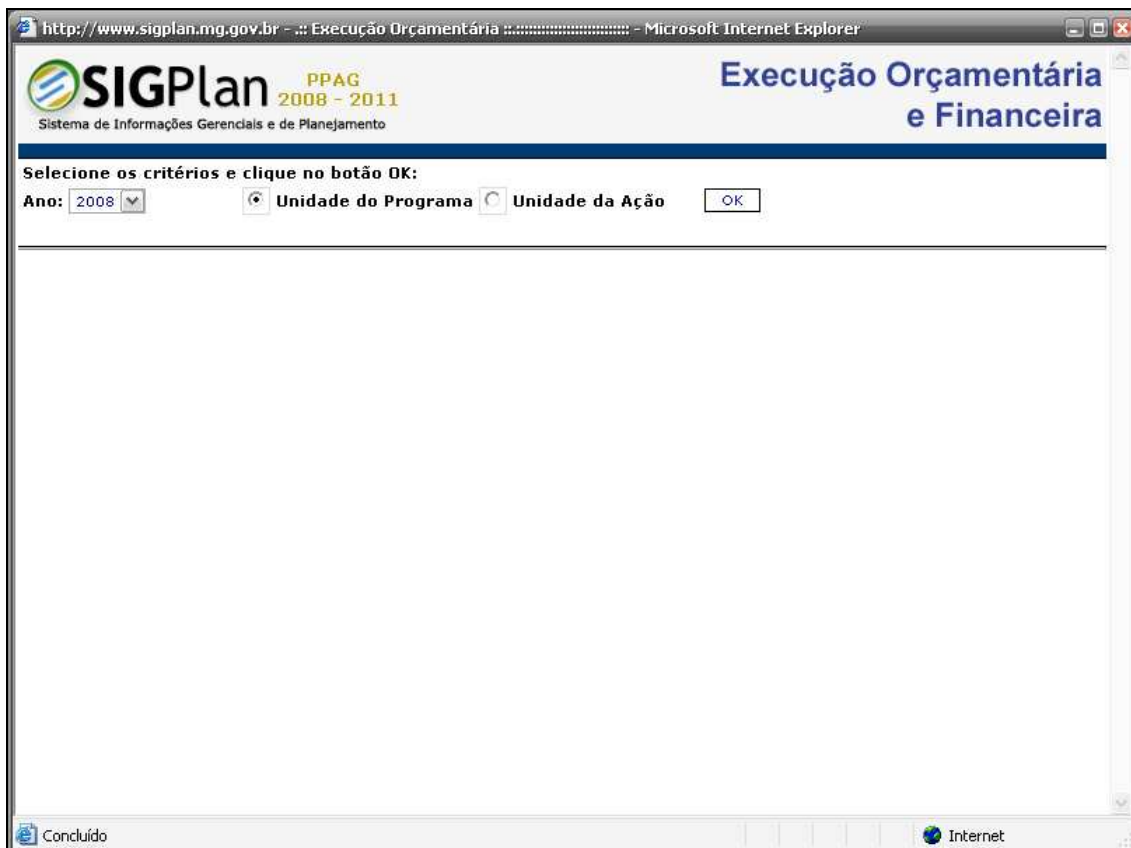 http://www.sigplan.mg.gov.br - .:: Execução Orçamentária ::.:::::::::::::::::::::::::::: - Microsoft Internet Explorer
SIGPlan PPAG 2008 - 2011
Sistema de Informações Gerenciais e de Planejamento
Execução Orçamentária
e Financeira
Selecione os critérios e clique no botão OK:
Ano: 2008 Unidade do Programa Unidade da Ação OK
Concluído Internet